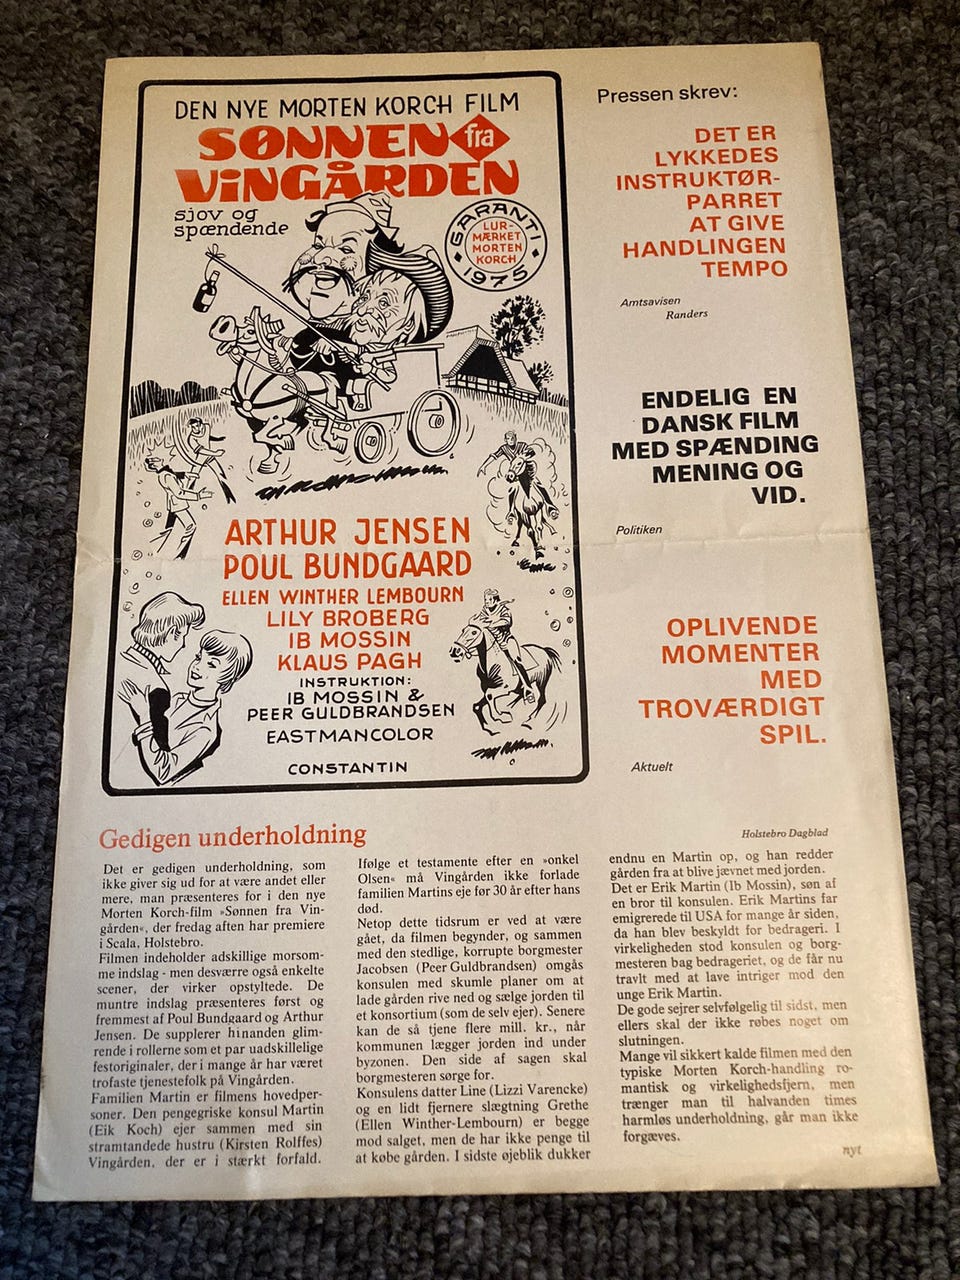 DEN NYE MORTEN KORCH FILM
SØNNEN fra
VINGÅRDEN
sjov og
spændende
GARANTI
LUR-
MÆRKET
MORTEN
KORCH
1975
ARTHUR JENSEN
POUL BUNDGAARD
ELLEN WINTHER LEMBOURN
LILY BROBERG
IB MOSSIN
KLAUS PAGH
INSTRUKTION:
IB MOSSIN &
PEER GULDBRANDSEN
EASTMANCOLOR
CONSTANTIN
Pressen skrev:
DET ER
LYKKEDES
INSTRUKTØR-
PARRET
AT GIVE
HANDLINGEN
TEMPO
Amtsavisen
Randers
ENDELIG EN
DANSK FILM
MED SPÆNDING
MENING OG
VID.
Politiken
OPLIVENDE
MOMENTER
MED
TROVÆRDIGT
SPIL.
Aktuelt
Gedigen underholdning
Holstebro Dagblad
Det er gedigen underholdning, som
ikke giver sig ud for at være andet eller
mere, man præsenteres for i den nye
Morten Korch-film »Sønnen fra Vin-
gården«, der fredag aften har premiere
i Scala, Holstebro.
Filmen indeholder adskillige morsom-
me indslag - men desværre også enkelte
scener, der virker opstyltede. De
muntre indslag præsenteres først og
fremmest af Poul Bundgaard og Arthur
Jensen. De supplerer hinanden glim-
rende i rollerne som et par uadskillelige
festoriginaler, der i mange år har været
trofaste tjenestefolk på Vingården.
Familien Martin er filmens hovedper-
soner. Den pengegriske konsul Martin
(Eik Koch) ejer sammen med sin
stramtandede hustru (Kirsten Rolffes)
Vingården, der er i stærkt forfald.
Ifølge et testamente efter en »onkel
Olsen« må Vingården ikke forlade
familien Martins eje før 30 år efter hans
død.
Netop dette tidsrum er ved at være
gået, da filmen begynder, og sammen
med den stedlige, korrupte borgmester
Jacobsen (Peer Guldbrandsen) omgås
konsulen med skumle planer om at
lade gården rive ned og sælge jorden til
et konsortium (som de selv ejer). Senere
kan de så tjene flere mill. kr., når
kommunen lægger jorden ind under
byzonen. Den side af sagen skal
borgmesteren sørge for.
Konsulens datter Line (Lizzi Varencke)
og en lidt fjernere slægtning Grethe
(Ellen Winther-Lembourn) er begge
mod salget, men de har ikke penge til
at købe gården. I sidste øjeblik dukker
endnu en Martin op, og han redder
gården fra at blive jævnet med jorden.
Det er Erik Martin (Ib Mossin), søn af
en bror til konsulen. Erik Martins far
emigrerede til USA for mange år siden,
da han blev beskyldt for bedrageri. I
virkeligheden stod konsulen og borg-
mesteren bag bedrageriet, og de får nu
travlt med at lave intriger mod den
unge Erik Martin.
De gode sejrer selvfølgelig til sidst, men
ellers skal der ikke røbes noget om
slutningen.
Mange vil sikkert kalde filmen med den
typiske Morten Korch-handling ro-
mantisk og virkelighedsfjern, men
trænger man til halvanden times
harmløs underholdning, går man ikke
forgæves.
nyt